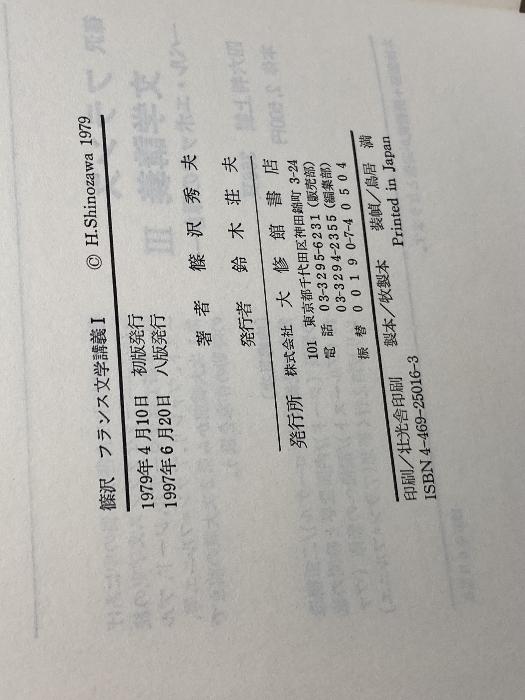 篠沢 フランス文学講義I © H.Shinozawa 1979
1979年4月10日 初版発行
1997年6月20日 八版発行
著者 篠沢秀夫
発行者 鈴木荘夫
発行所 株式会社 大修館書店
101 東京都千代田区神田錦町 3-24
電話 03-3295-6231(販売部)
03-3294-2355(編集部)
振替 00190-7-40504
製本/牧製本 装幀/鳥居 満
印刷/壮光舎印刷 Printed in Japan
ISBN4-469-25016-3